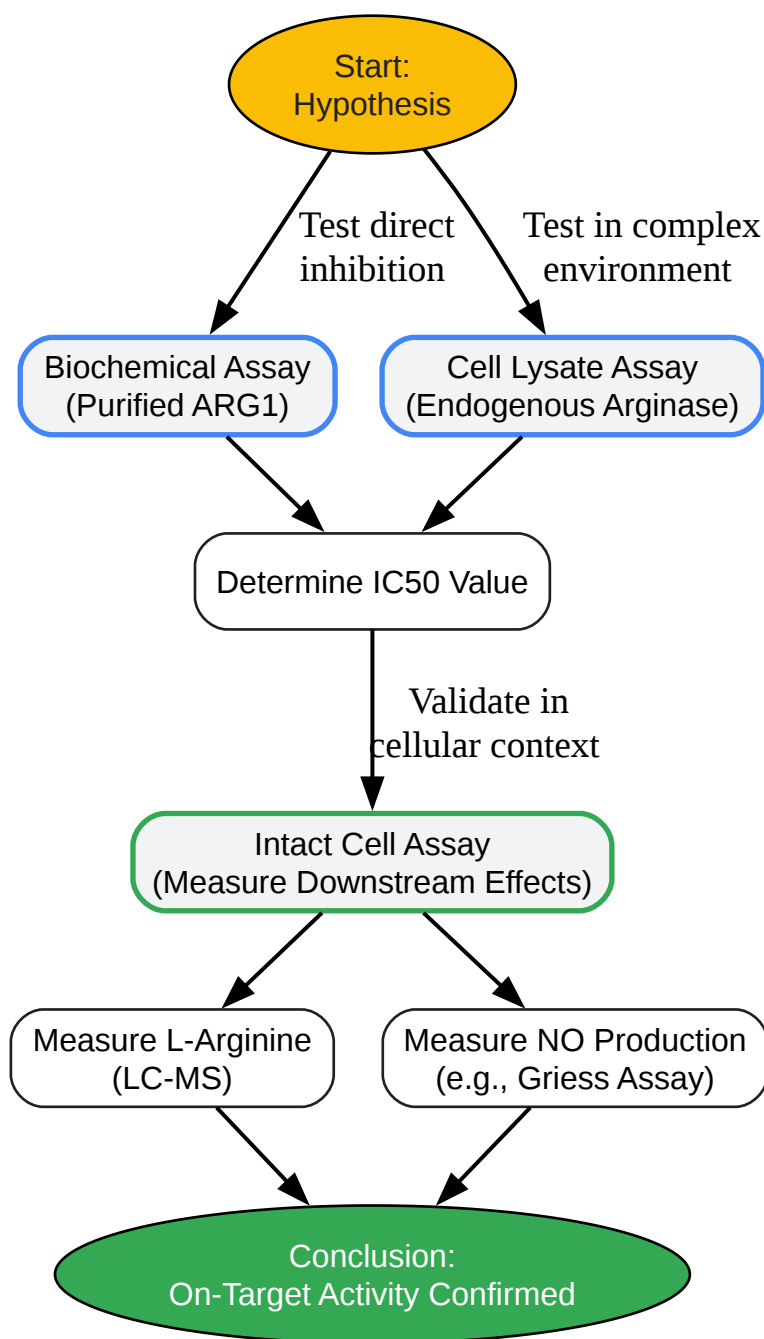 Start:
Hypothesis
Test direct
inhibition
Test in complex
environment
Biochemical Assay
(Purified ARG1)
Cell Lysate Assay
(Endogenous Arginase)
Determine IC50 Value
Validate in
cellular context
Intact Cell Assay
(Measure Downstream Effects)
Measure L-Arginine
(LC-MS)
Measure NO Production
(e.g., Griess Assay)
Conclusion:
On-Target Activity Confirmed